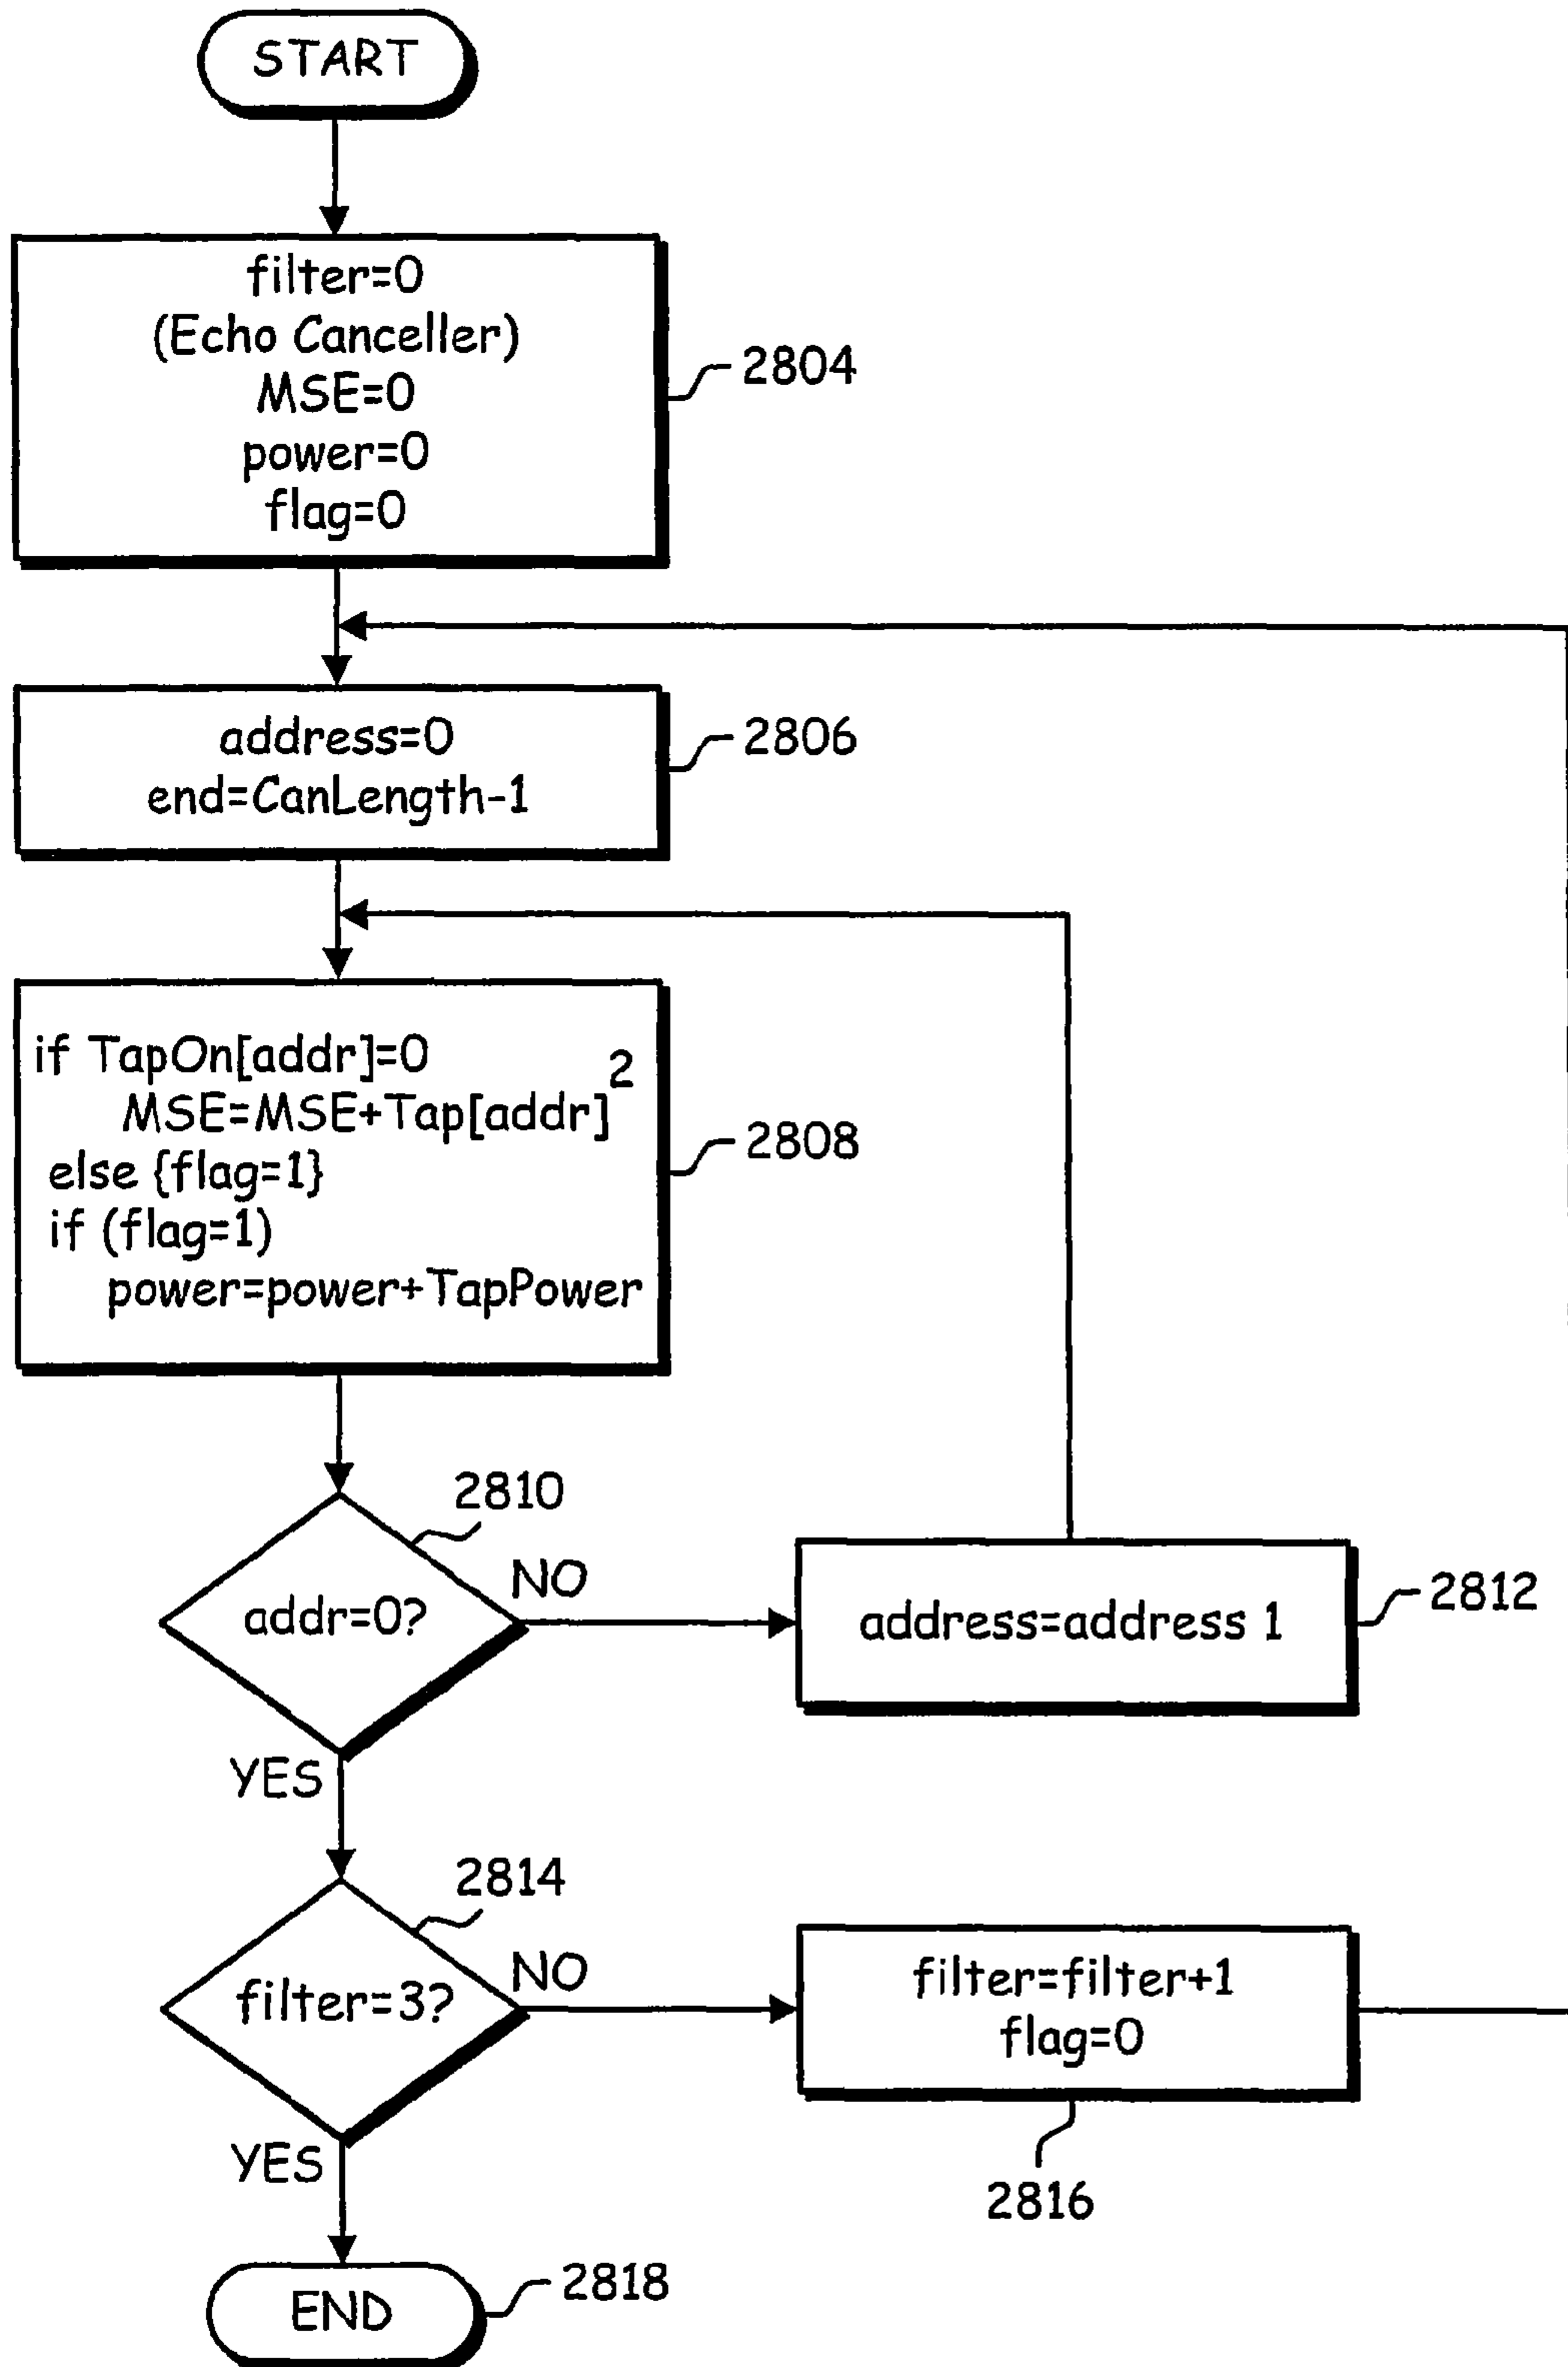 START
filter=0
(Echo Canceller)
MSE=0
power=0
flag=0
2804
address=0
end=CanLength-1
2806
if TapOn[addr]=0
MSE=MSE+Tap[addr]2
else {flag=1}
if (flag=1)
power=power+TapPower
2808
2810
addr=0?
NO
address=address 1
2812
YES
2814
filter=3?
NO
filter=filter+1
flag=0
2816
YES
END
2818